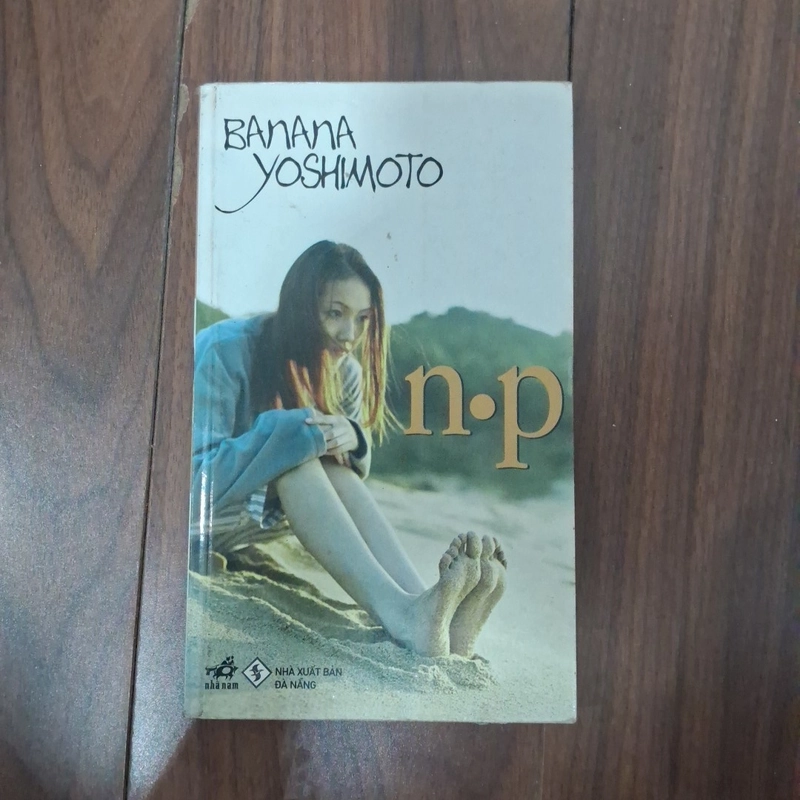 BANANA
YOSHIMOTO
n•p
nhã nam
NHÀ XUẤT BẢN
ĐÀ NẴNG